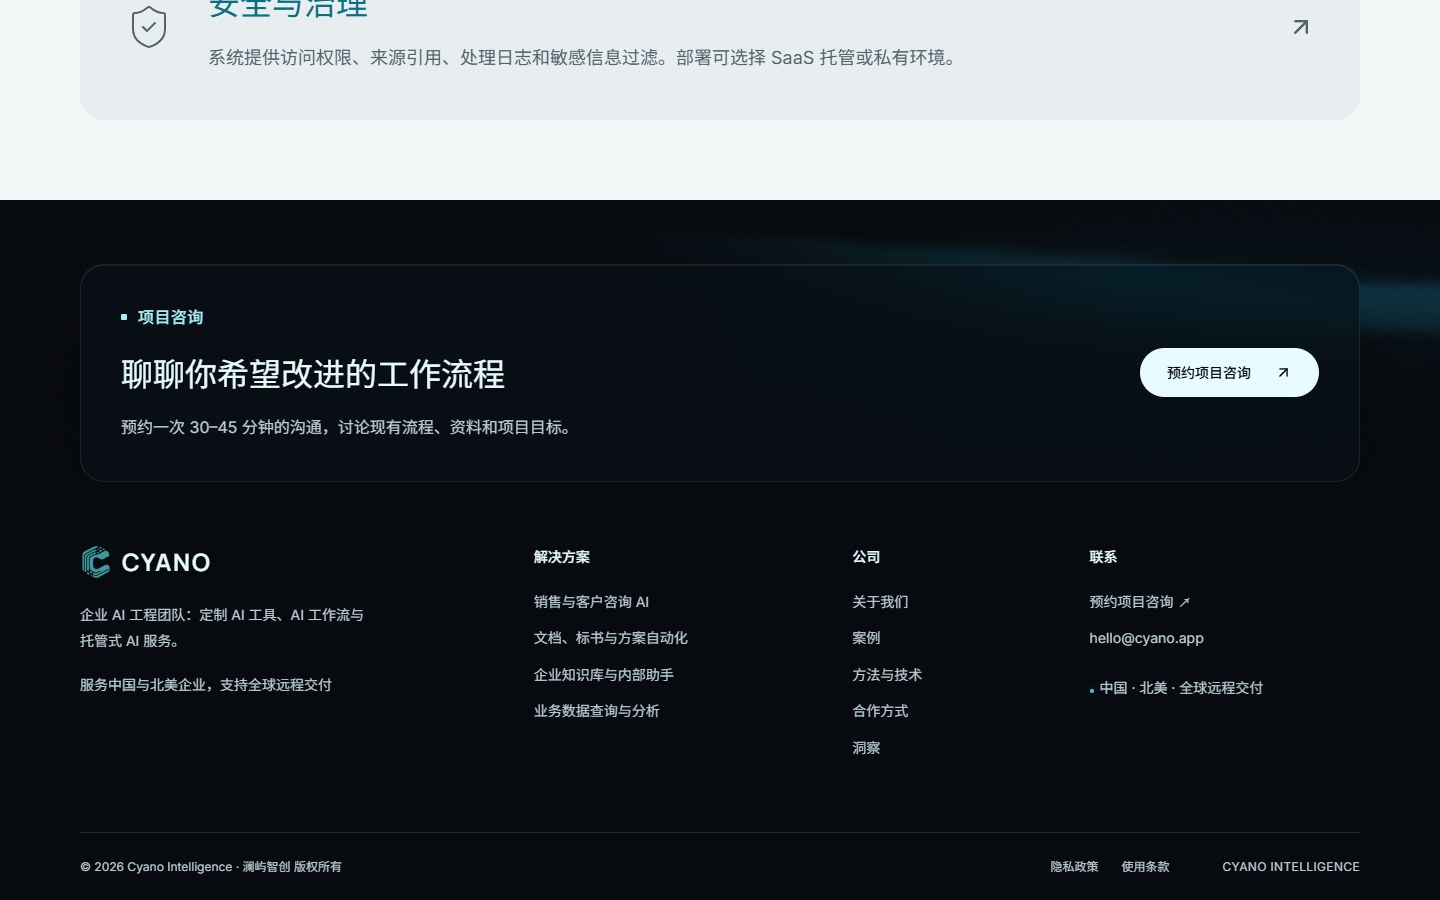 安全与治理
系统提供访问权限、来源引用、处理日志和敏感信息过滤。部署可选择 SaaS 托管或私有环境。
项目咨询
聊聊你希望改进的工作流程
预约一次 30–45 分钟的沟通，讨论现有流程、资料和项目目标。
预约项目咨询
CYANO
企业 AI 工程团队：定制 AI 工具、AI 工作流与
托管式 AI 服务。
服务中国与北美企业，支持全球远程交付
解决方案
销售与客户咨询 AI
文档、标书与方案自动化
企业知识库与内部助手
业务数据查询与分析
公司
关于我们
案例
方法与技术
合作方式
洞察
联系
预约项目咨询 ↗
hello@cyano.app
中国 · 北美 · 全球远程交付
© 2026 Cyano Intelligence · 澜屿智创 版权所有
隐私政策 使用条款 CYANO INTELLIGENCE